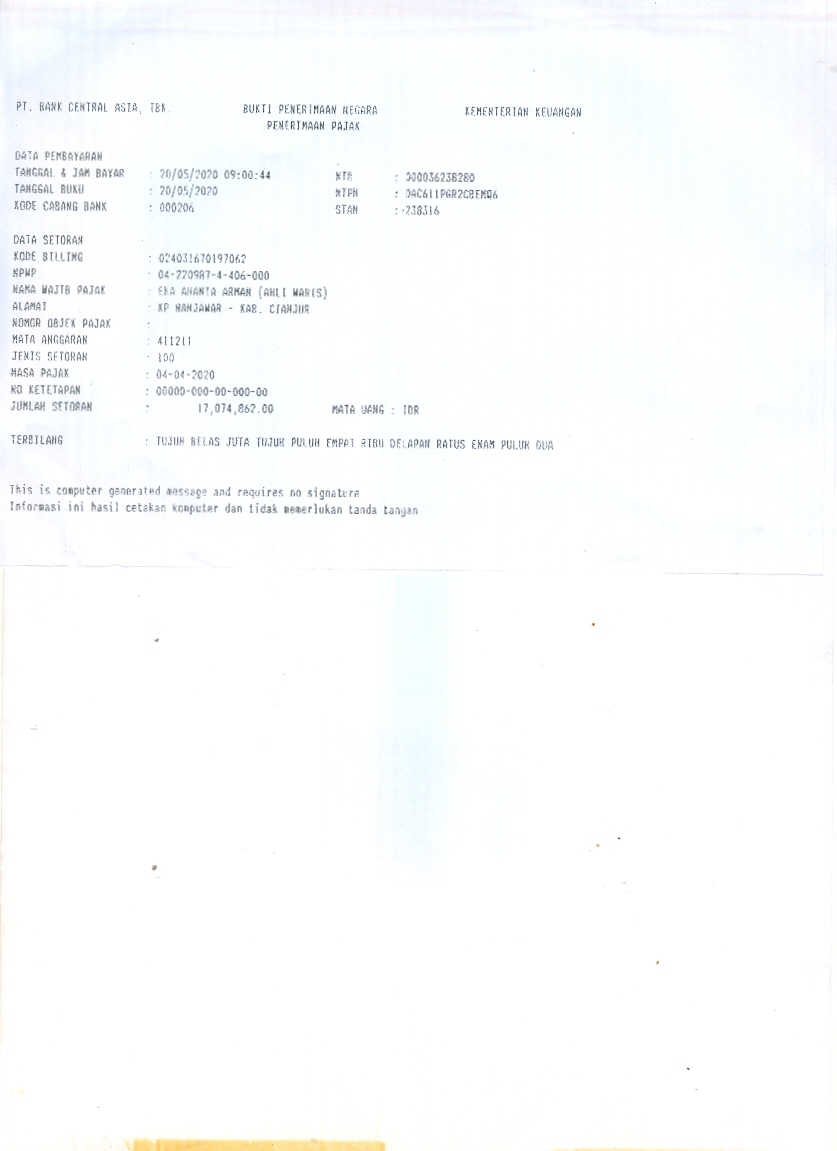 PT. BANK CENTRAL ASIA, TBK. BUKTI PENERIMAAN NEGARA KEMENTERIAN KEUANGAN
PENERIMAAN PAJAK
DATA PEMBAYARAN
TANGGAL & JAM BAYAR : 20/05/2020 09:00:44 NTB : 000036238280
TANGGAL BUKU : 20/05/2020 NTPN : 0AC611PGR2CBEMQ6
KODE CABANG BANK : 000206 STAN : 238316
DATA SETORAN
KODE BILLING : 024031670197062
NPWP : 04-220987-4-406-000
NAMA WAJIB PAJAK : EKA ANANTA ARMAN (AHLI WARIS)
ALAMAT : KP HANJAWAR - KAB. CIANJUR
NOMOR OBJEK PAJAK :
MATA ANGGARAN : 411211
JENIS SETORAN : 100
MASA PAJAK : 04-04-2020
NO KETETAPAN : 00000-000-00-000-00
JUMLAH SETORAN : 17,074,862.00 MATA UANG : IDR
TERBILANG : TUJUH BELAS JUTA TUJUH PULUH EMPAT RIBU DELAPAN RATUS ENAM PULUH DUA
This is computer generated message and requires no signature
Informasi ini hasil cetakan komputer dan tidak memerlukan tanda tangan